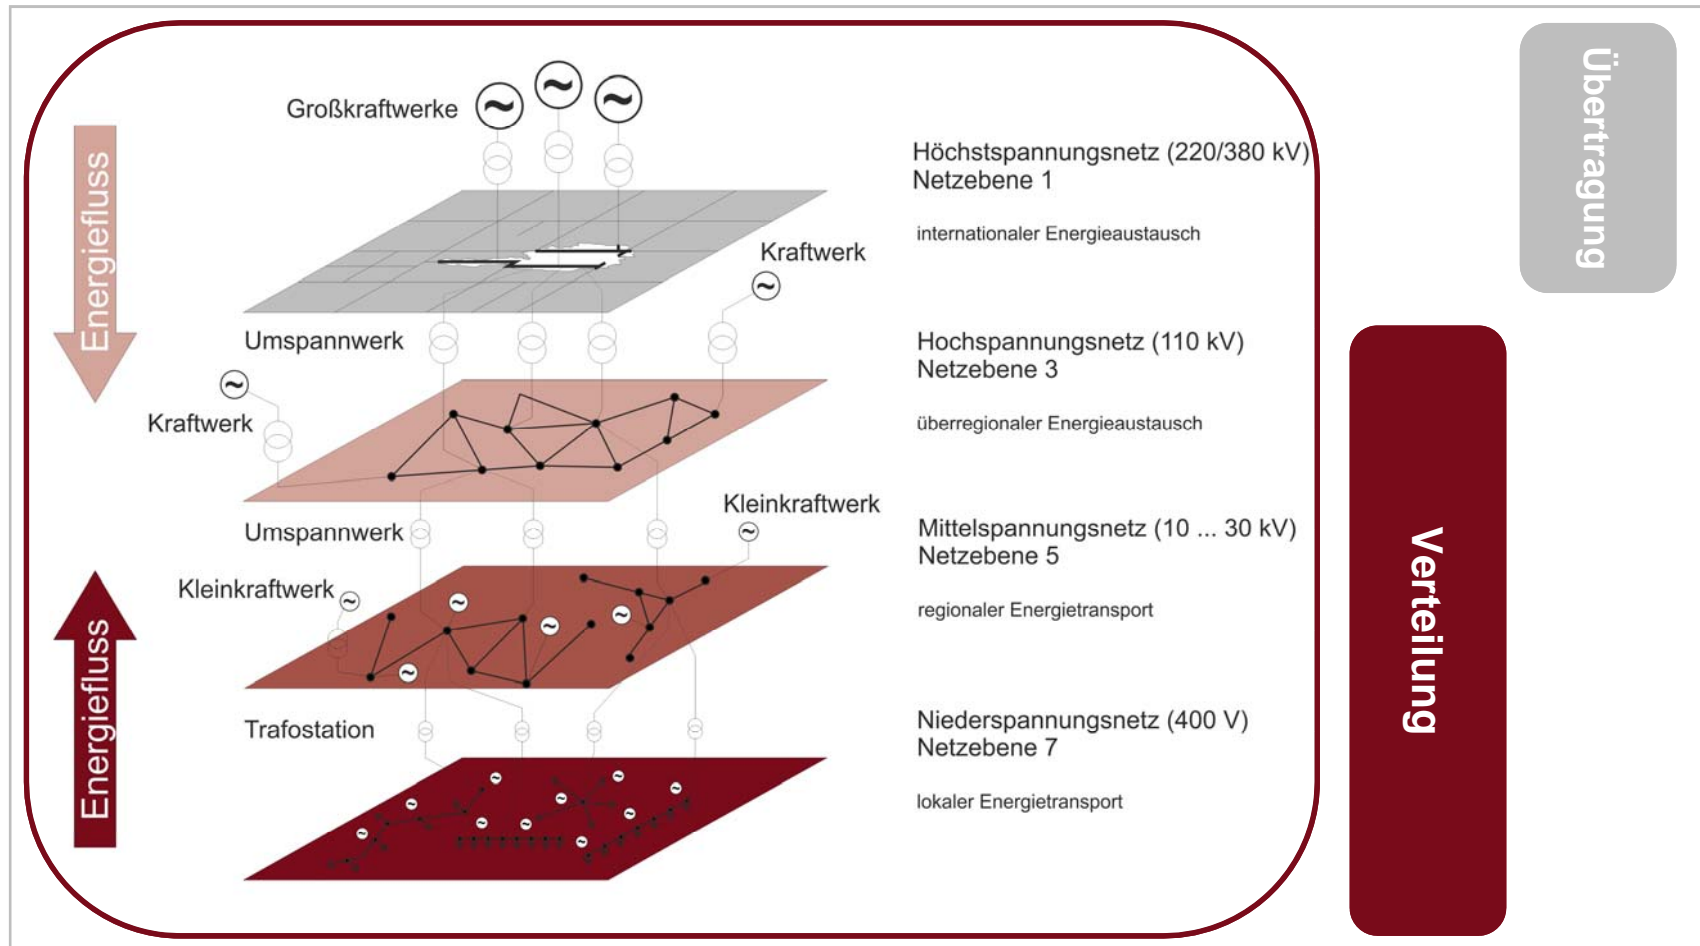 Großkraftwerke
Energiefluss
Höchstspannungsnetz (220/380 kV)
Netzebene 1
internationaler Energieaustausch
Kraftwerk
Umspannwerk
Hochspannungsnetz (110 kV)
Netzebene 3
Kraftwerk
überregionaler Energieaustausch
Kleinkraftwerk
Umspannwerk
Mittelspannungsnetz (10 ... 30 kV)
Netzebene 5
Kleinkraftwerk
regionaler Energietransport
Energiefluss
Trafostation
Niederspannungsnetz (400 V)
Netzebene 7
lokaler Energietransport
Übertragung
Verteilung